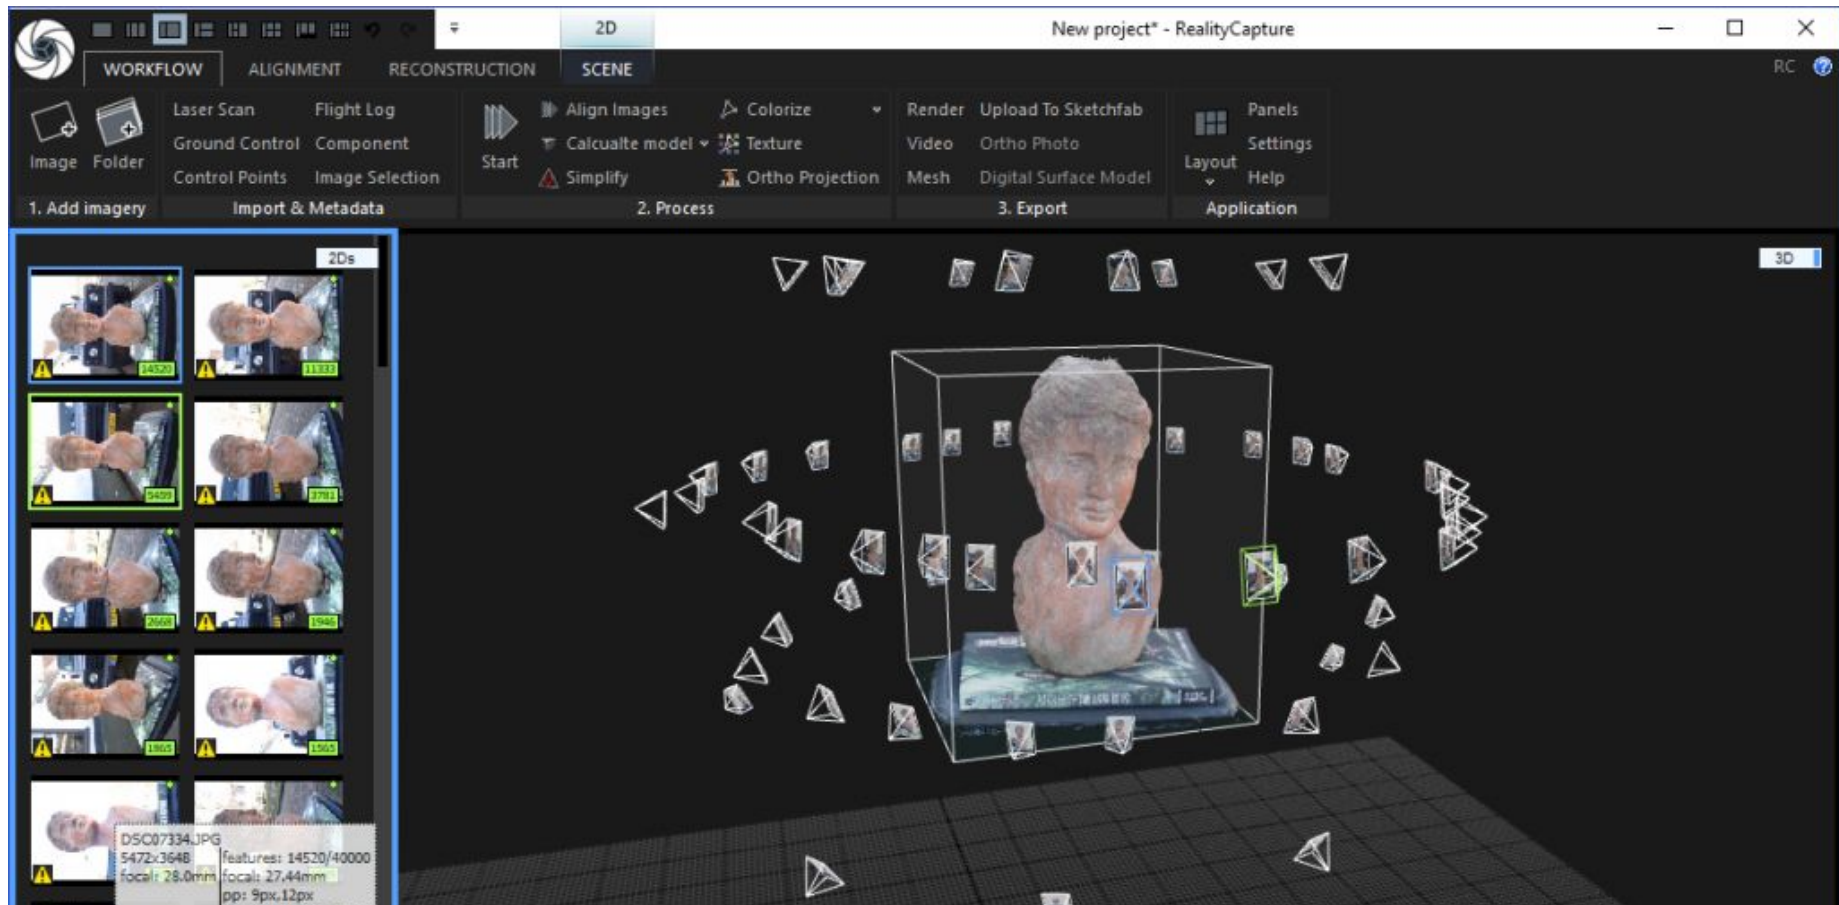 2D
New project* - RealityCapture
WORKFLOW ALIGNMENT RECONSTRUCTION SCENE
RC
Laser Scan Flight Log Align Images Colorize Render Upload To Sketchfab Panels
Ground Control Component Calcualte model Texture Video Ortho Photo Settings
Image Folder Start Layout
Control Points Image Selection Simplify Ortho Projection Mesh Digital Surface Model Help
1. Add imagery Import & Metadata 2. Process 3. Export Application
2Ds
3D
14520 11333
3781
2668 1946
1965 1565
DSC07334.JPG
5472x3648 features: 14520/40000
focal: 28.0mm focal: 27.44mm
pp: 9px,12px